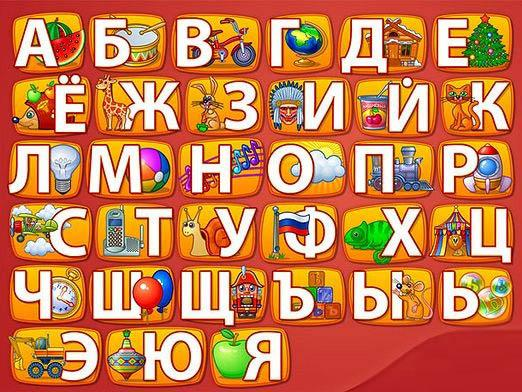 А Б В Г Д Е
Ё Ж З И Й К
Л М Н О П Р
С Т У Ф Х Ц
Ч Ш Щ Ъ Ы Ь
Э Ю Я